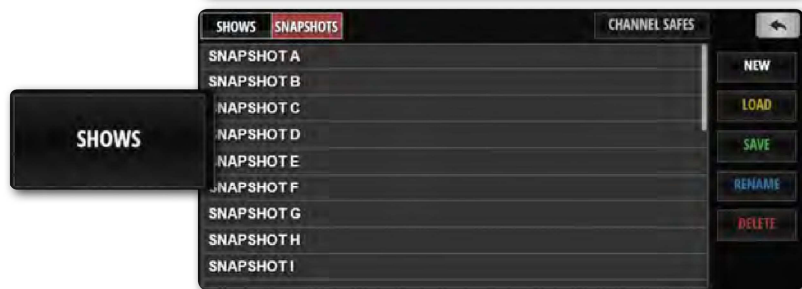 SHOWS SNAPSHOTS CHANNEL SAFES
SNAPSHOT A
SNAPSHOT B
NAPSHOT C
NAPSHOT D
NAPSHOT E
NAPSHOT F
SNAPSHOT G
SNAPSHOT H
SNAPSHOT I
NEW
LOAD
SAVE
RENAME
DELETE
SHOWS